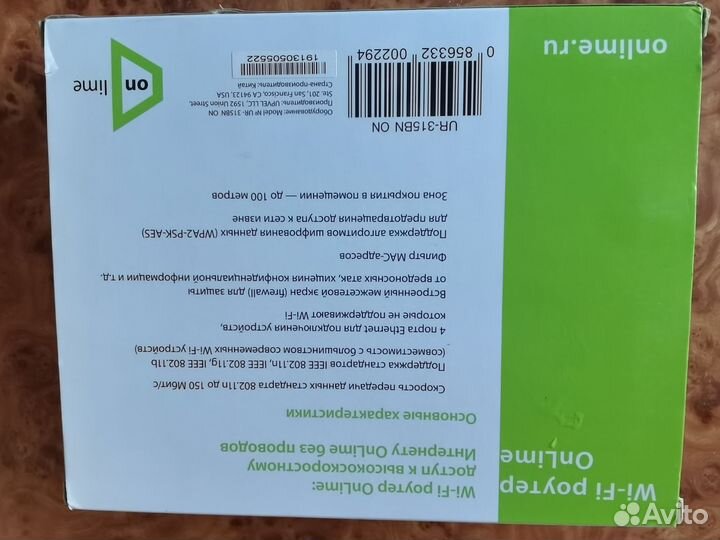 Wi-Fi роутер
OnLime
Wi-Fi роутер OnLime:
доступ к высокоскоростному
Интернету OnLime без проводов
Основные характеристики
Скорость передачи данных стандарта 802.11n до 150 Мбит/с
Поддержка стандартов IEEE 802.11n, IEEE 802.11g, IEEE 802.11b
(совместимость с большинством современных Wi-Fi устройств)
4 порта Ethernet для подключения устройств,
которые не поддерживают Wi-Fi
Встроенный межсетевой экран (firewall) для защиты
от вредоносных атак, хищения конфиденциальной информации и т.д.
Фильтр MAC-адресов
Поддержка алгоритмов шифрования данных (WPA2-PSK-AES)
для предотвращения доступа к сети извне
Зона покрытия в помещении — до 100 метров
UR-315BN ON
0 856332 002294
Оборудование: Model № UR- 315BN ON
Производитель: UPVEL LLC, 1592 Union Street,
Ste. 201, San Francisco, CA 94123, USA
Страна-производитель: Китай
19130505522
on
lime
onlime.ru
Avito